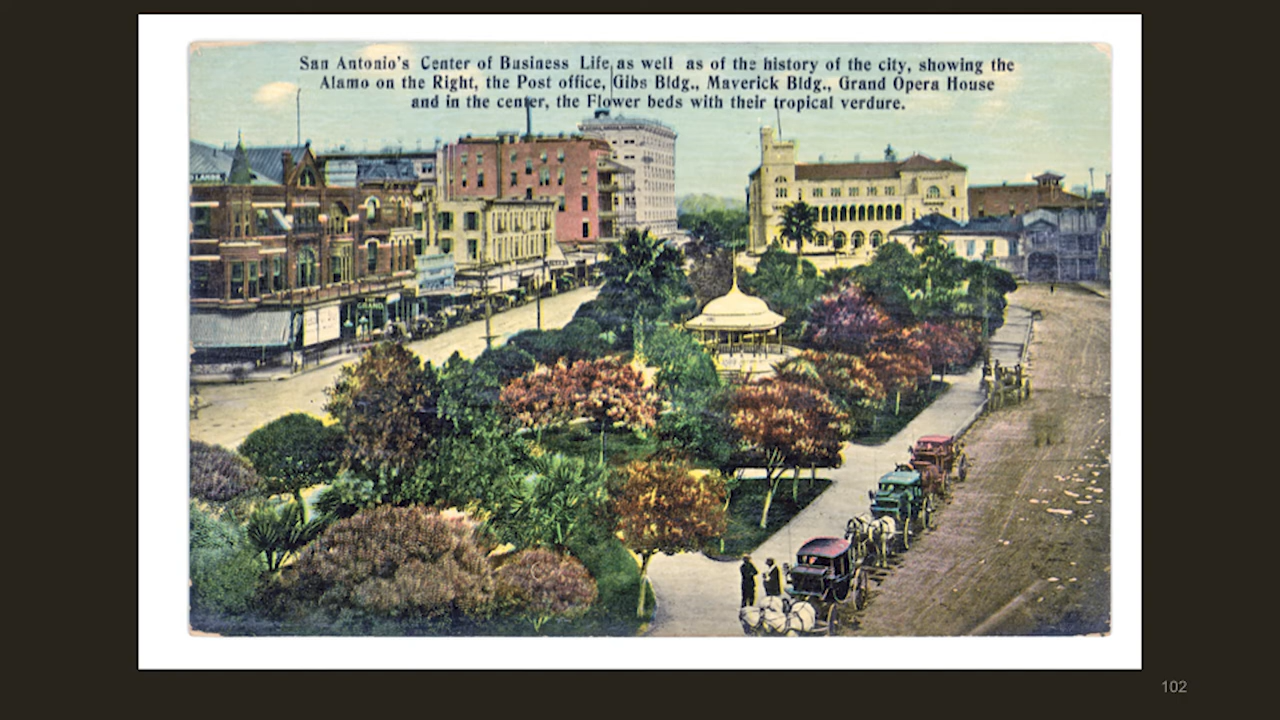 San Antonio's Center of Business Life as well as of the history of the city, showing the
Alamo on the Right, the Post office, Gibs Bldg., Maverick Bldg., Grand Opera House
and in the center, the Flower beds with their tropical verdure.
GRAND
102